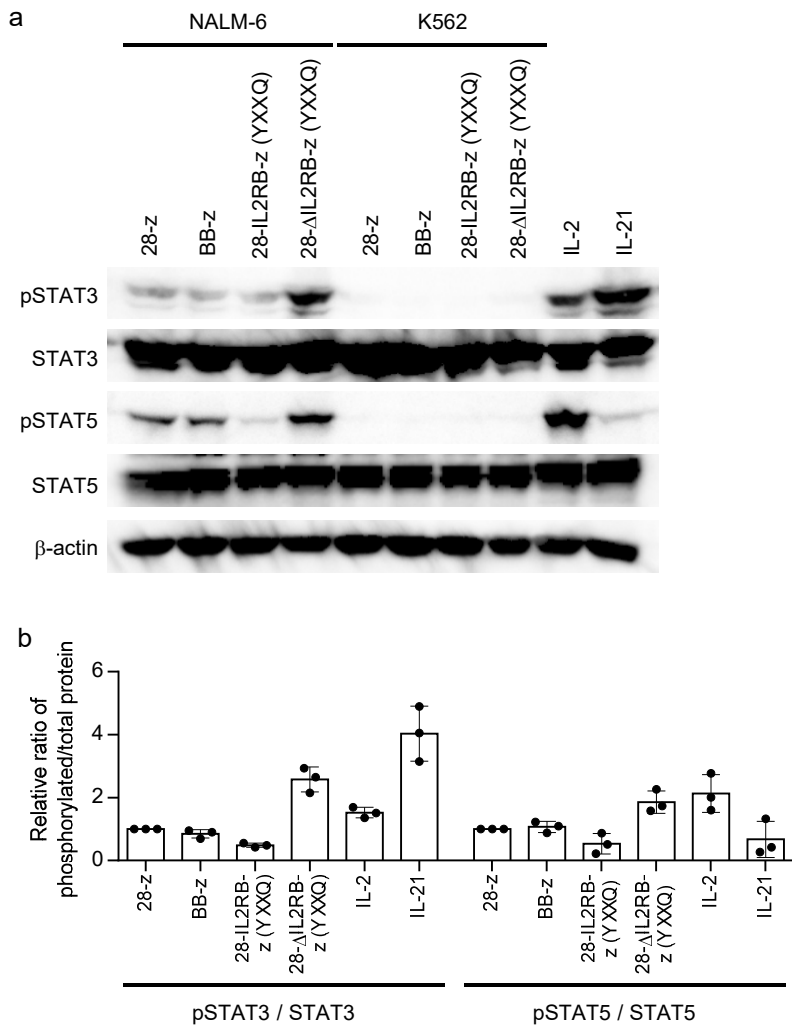 a
NALM-6
K562
28-z
BB-z
28-IL2RB-z (YXXQ)
28-ΔIL2RB-z (YXXQ)
28-z
BB-z
28-IL2RB-z (YXXQ)
28-ΔIL2RB-z (YXXQ)
IL-2
IL-21
pSTAT3
STAT3
pSTAT5
STAT5
β-actin
b
Relative ratio of
phosphorylated/total protein
6
4
2
0
28-z
BB-z
28-IL2RB-
z (YXXQ)
28-ΔIL2RB-
z (YXXQ)
IL-2
IL-21
28-z
BB-z
28-IL2RB-
z (YXXQ)
28-ΔIL2RB-
z (YXXQ)
IL-2
IL-21
pSTAT3 / STAT3
pSTAT5 / STAT5